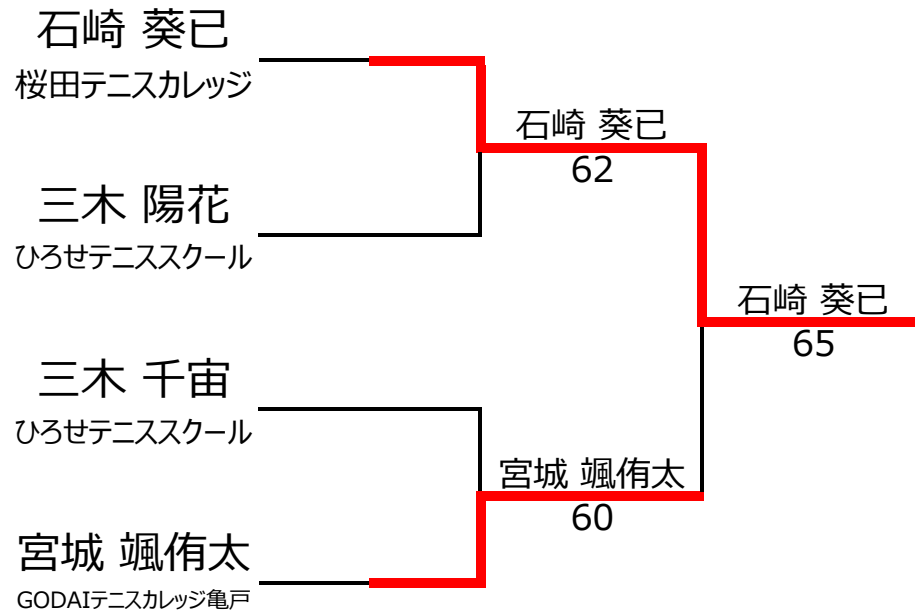 石崎 葵已
桜田テニスカレッジ
石崎 葵已
62
三木 陽花
ひろせテニススクール
石崎 葵已
65
三木 千宙
ひろせテニススクール
宮城 颯侑太
60
宮城 颯侑太
GODAIテニスカレッジ亀戸